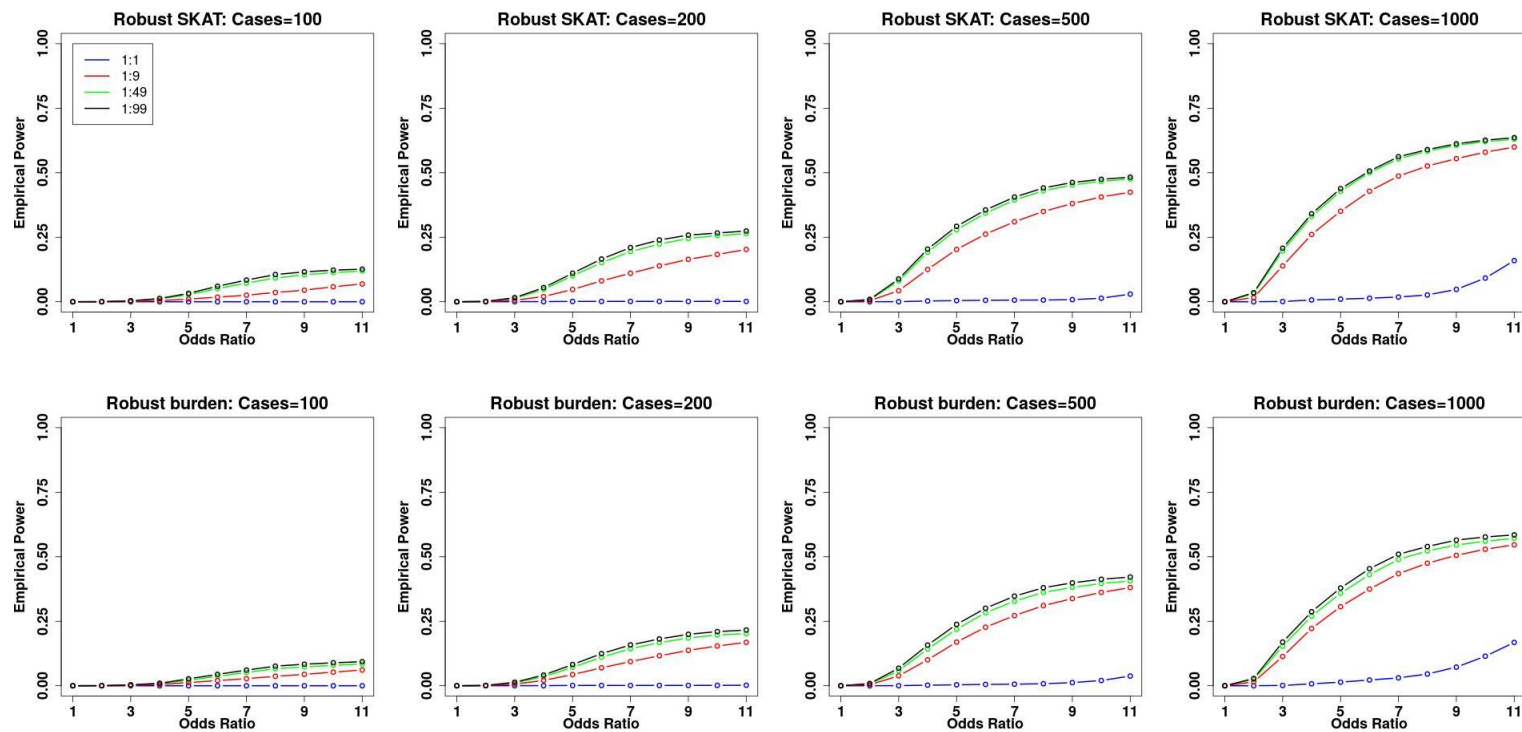 Robust SKAT: Cases=100
Empirical Power
1.00
0.75
0.50
0.25
0.00
1:1
1:9
1:49
1:99
1 3 5 7 9 11
Odds Ratio
Robust SKAT: Cases=200
Empirical Power
1.00
0.75
0.50
0.25
0.00
1 3 5 7 9 11
Odds Ratio
Robust SKAT: Cases=500
Empirical Power
1.00
0.75
0.50
0.25
0.00
1 3 5 7 9 11
Odds Ratio
Robust SKAT: Cases=1000
Empirical Power
1.00
0.75
0.50
0.25
0.00
1 3 5 7 9 11
Odds Ratio
Robust burden: Cases=100
Empirical Power
1.00
0.75
0.50
0.25
0.00
1 3 5 7 9 11
Odds Ratio
Robust burden: Cases=200
Empirical Power
1.00
0.75
0.50
0.25
0.00
1 3 5 7 9 11
Odds Ratio
Robust burden: Cases=500
Empirical Power
1.00
0.75
0.50
0.25
0.00
1 3 5 7 9 11
Odds Ratio
Robust burden: Cases=1000
Empirical Power
1.00
0.75
0.50
0.25
0.00
1 3 5 7 9 11
Odds Ratio